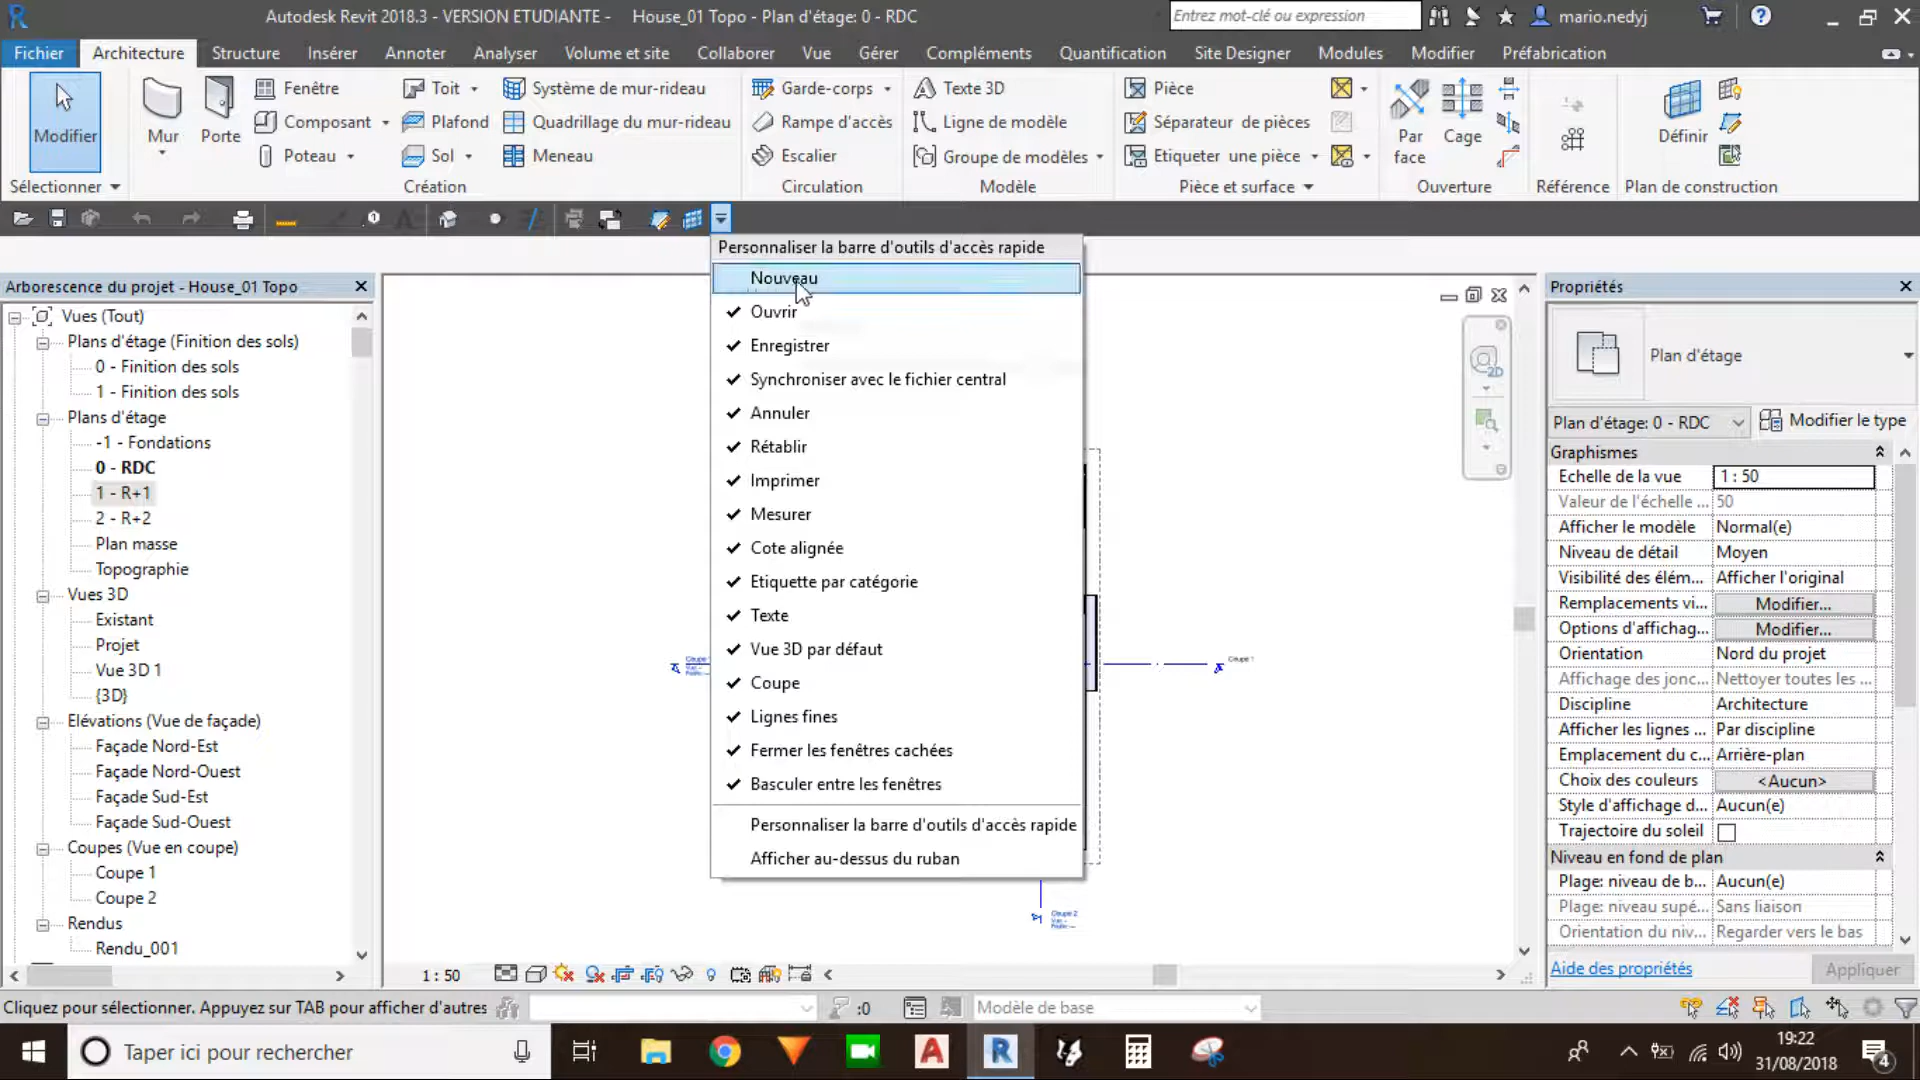 Autodesk Revit 2018.3 - VERSION ETUDIANTE - House_01 Topo - Plan d'étage: 0 - RDC
Entrez mot-clé ou expression
mario.nedyj
Fichier Architecture Structure Insérer Annoter Analyser Volume et site Collaborer Vue Gérer Compléments Quantification Site Designer Modules Modifier Préfabrication
Modifier
Mur
Porte
Fenêtre
Composant
Poteau
Toit
Plafond
Sol
Système de mur-rideau
Quadrillage du mur-rideau
Meneau
Garde-corps
Rampe d'accès
Escalier
Texte 3D
Ligne de modèle
Groupe de modèles
Pièce
Séparateur de pièces
Etiqueter une pièce
Par face
Cage
Définir
Sélectionner Création Circulation Modèle Pièce et surface Ouverture Référence Plan de construction
Personnaliser la barre d'outils d'accès rapide
Nouveau
Ouvrir
Enregistrer
Synchroniser avec le fichier central
Annuler
Rétablir
Imprimer
Mesurer
Cote alignée
Etiquette par catégorie
Texte
Vue 3D par défaut
Coupe
Lignes fines
Fermer les fenêtres cachées
Basculer entre les fenêtres
Personnaliser la barre d'outils d'accès rapide
Afficher au-dessus du ruban
Arborescence du projet - House_01 Topo
Vues (Tout)
Plans d'étage (Finition des sols)
0 - Finition des sols
1 - Finition des sols
Plans d'étage
-1 - Fondations
0 - RDC
1 - R+1
2 - R+2
Plan masse
Topographie
Vues 3D
Existant
Projet
Vue 3D 1
{3D}
Elévations (Vue de façade)
Façade Nord-Est
Façade Nord-Ouest
Façade Sud-Est
Façade Sud-Ouest
Coupes (Vue en coupe)
Coupe 1
Coupe 2
Rendus
Rendu_001
Coupe 1
Coupe 2
2D
Propriétés
Plan d'étage
Plan d'étage: 0 - RDC
Modifier le type
Graphismes
Echelle de la vue 1 : 50
Valeur de l'échelle ... 50
Afficher le modèle Normal(e)
Niveau de détail Moyen
Visibilité des élém... Afficher l'original
Remplacements vi... Modifier...
Options d'affichag... Modifier...
Orientation Nord du projet
Affichage des jonc... Nettoyer toutes les ...
Discipline Architecture
Afficher les lignes ... Par discipline
Emplacement du c... Arrière-plan
Choix des couleurs <Aucun>
Style d'affichage d... Aucun(e)
Trajectoire du soleil
Niveau en fond de plan
Plage: niveau de b... Aucun(e)
Plage: niveau supé... Sans liaison
Orientation du niv... Regarder vers le bas
Aide des propriétés
Appliquer
1 : 50
Cliquez pour sélectionner. Appuyez sur TAB pour afficher d'autres
:0
Modèle de base
Taper ici pour rechercher
19:22
31/08/2018
4